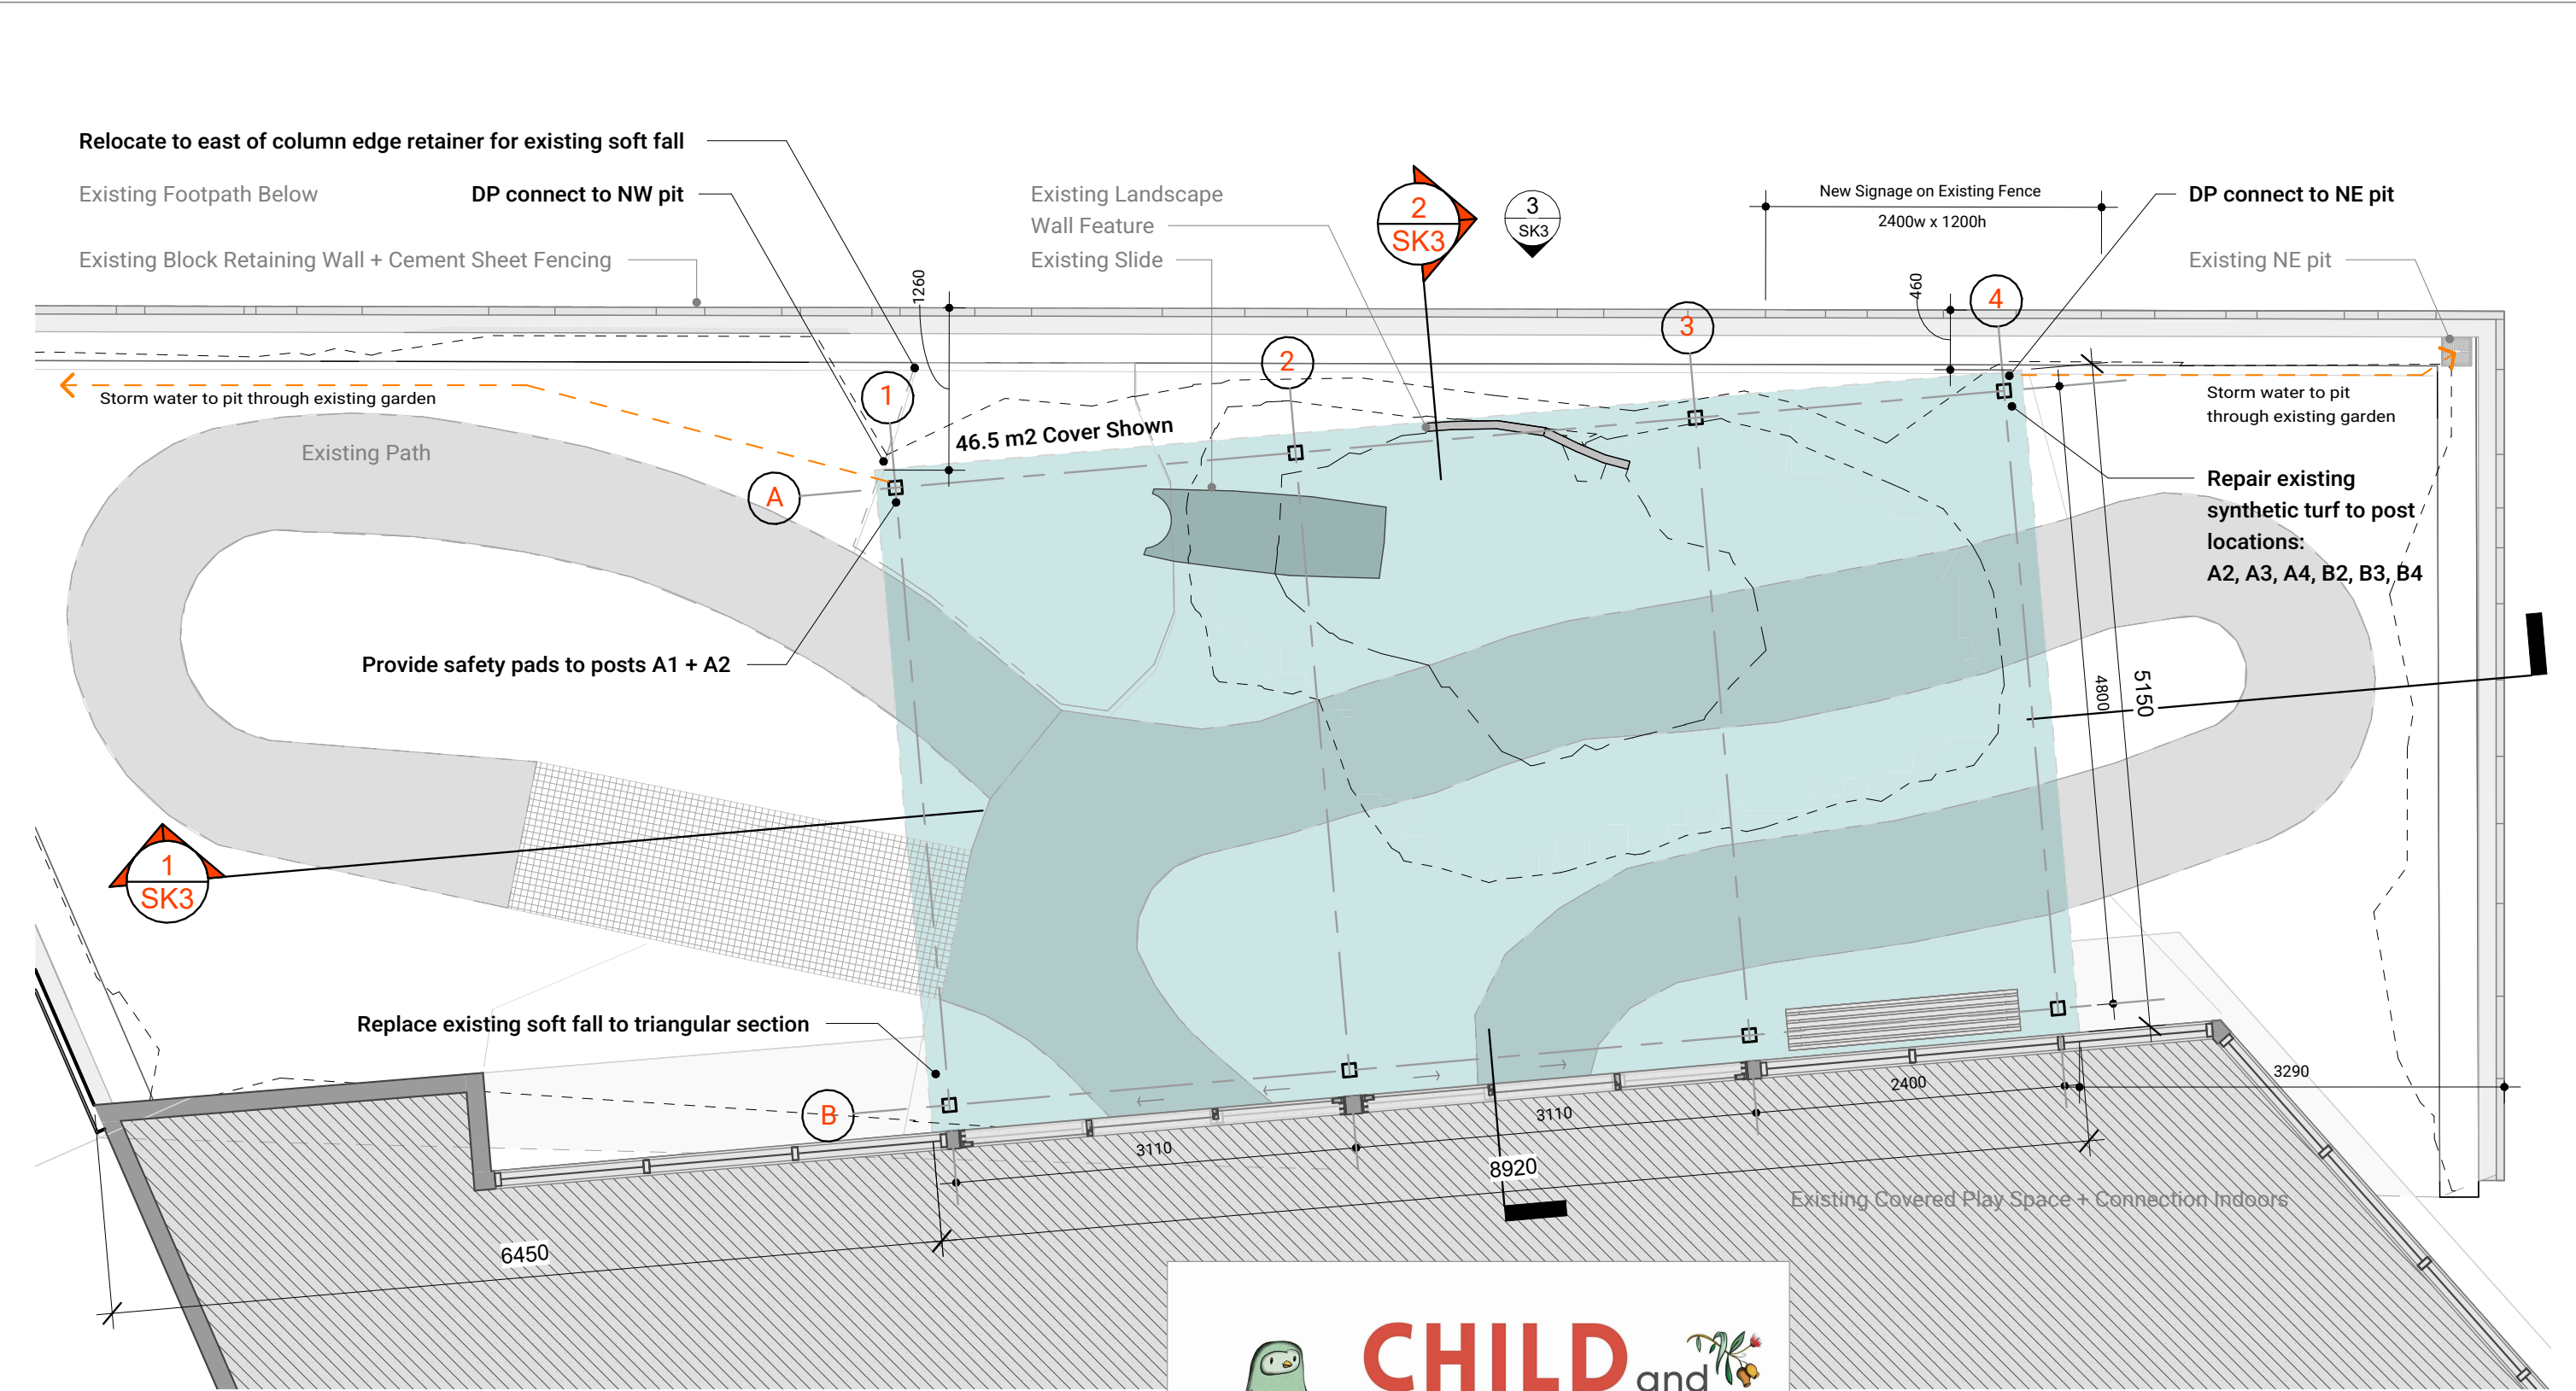 Relocate to east of column edge retainer for existing soft fall
Existing Footpath Below
DP connect to NW pit
Existing Block Retaining Wall + Cement Sheet Fencing
Existing Landscape
Wall Feature
Existing Slide
2
SK3
3
SK3
New Signage on Existing Fence
2400w x 1200h
DP connect to NE pit
Existing NE pit
1260
460
1
2
3
4
Storm water to pit through existing garden
Storm water to pit
through existing garden
46.5 m2 Cover Shown
Existing Path
A
Repair existing
synthetic turf to post
locations:
A2, A3, A4, B2, B3, B4
Provide safety pads to posts A1 + A2
4800
5150
1
SK3
Replace existing soft fall to triangular section
B
3110
3110
2400
3290
8920
6450
Existing Covered Play Space + Connection Indoors
CHILD
and